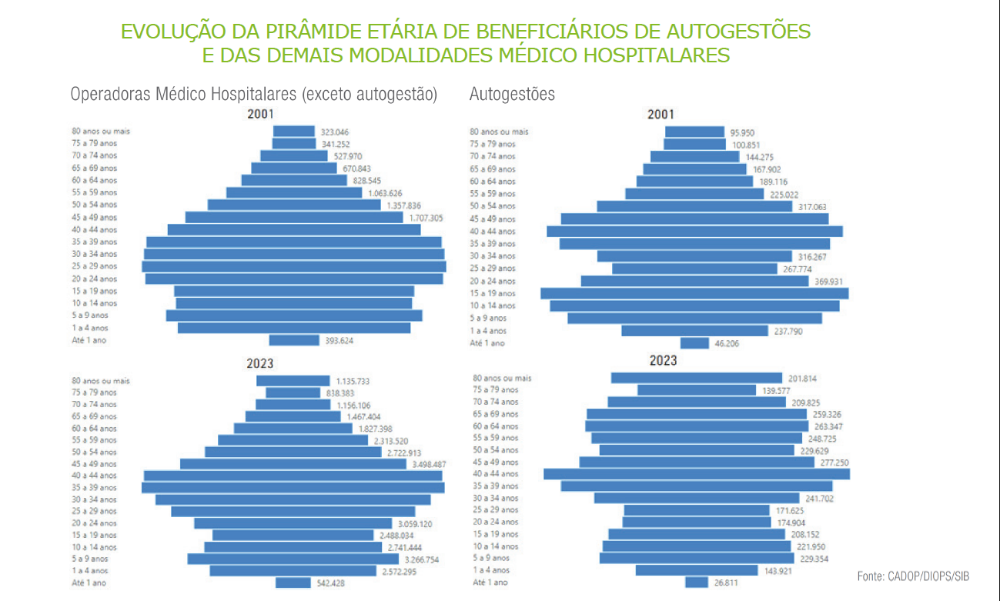 EVOLUÇÃO DA PIRÂMIDE ETÁRIA DE BENEFICIÁRIOS DE AUTOGESTÕES
E DAS DEMAIS MODALIDADES MÉDICO HOSPITALARES
Operadoras Médico Hospitalares (exceto autogestão)
2001
80 anos ou mais 323.046
75 a 79 anos 341.252
70 a 74 anos 527.970
65 a 69 anos 670.843
60 a 64 anos 828.545
55 a 59 anos 1.063.626
50 a 54 anos 1.357.836
45 a 49 anos 1.707.305
40 a 44 anos
35 a 39 anos
30 a 34 anos
25 a 29 anos
20 a 24 anos
15 a 19 anos
10 a 14 anos
5 a 9 anos
1 a 4 anos
Até 1 ano 393.624
2023
80 anos ou mais 1.135.733
75 a 79 anos 838.383
70 a 74 anos 1.156.106
65 a 69 anos 1.467.404
60 a 64 anos 1.827.398
55 a 59 anos 2.313.520
50 a 54 anos 2.722.913
45 a 49 anos 3.498.487
40 a 44 anos
35 a 39 anos
30 a 34 anos
25 a 29 anos
20 a 24 anos 3.059.120
15 a 19 anos 2.488.034
10 a 14 anos 2.741.444
5 a 9 anos 3.266.754
1 a 4 anos 2.572.295
Até 1 ano 542.428
Autogestões
2001
80 anos ou mais 95.950
75 a 79 anos 100.851
70 a 74 anos 144.275
65 a 69 anos 167.902
60 a 64 anos 189.116
55 a 59 anos 225.022
50 a 54 anos 317.063
45 a 49 anos
40 a 44 anos
35 a 39 anos
30 a 34 anos 316.267
25 a 29 anos 267.774
20 a 24 anos 369.931
15 a 19 anos
10 a 14 anos
5 a 9 anos
1 a 4 anos 237.790
Até 1 ano 46.206
2023
80 anos ou mais 201.814
75 a 79 anos 139.577
70 a 74 anos 209.825
65 a 69 anos 259.326
60 a 64 anos 263.347
55 a 59 anos 248.725
50 a 54 anos 229.629
45 a 49 anos 277.250
40 a 44 anos
35 a 39 anos
30 a 34 anos 241.702
25 a 29 anos 171.625
20 a 24 anos 174.904
15 a 19 anos 208.152
10 a 14 anos 221.950
5 a 9 anos 229.354
1 a 4 anos 143.921
Até 1 ano 26.811
Fonte: CADOP/DIOPS/SIB